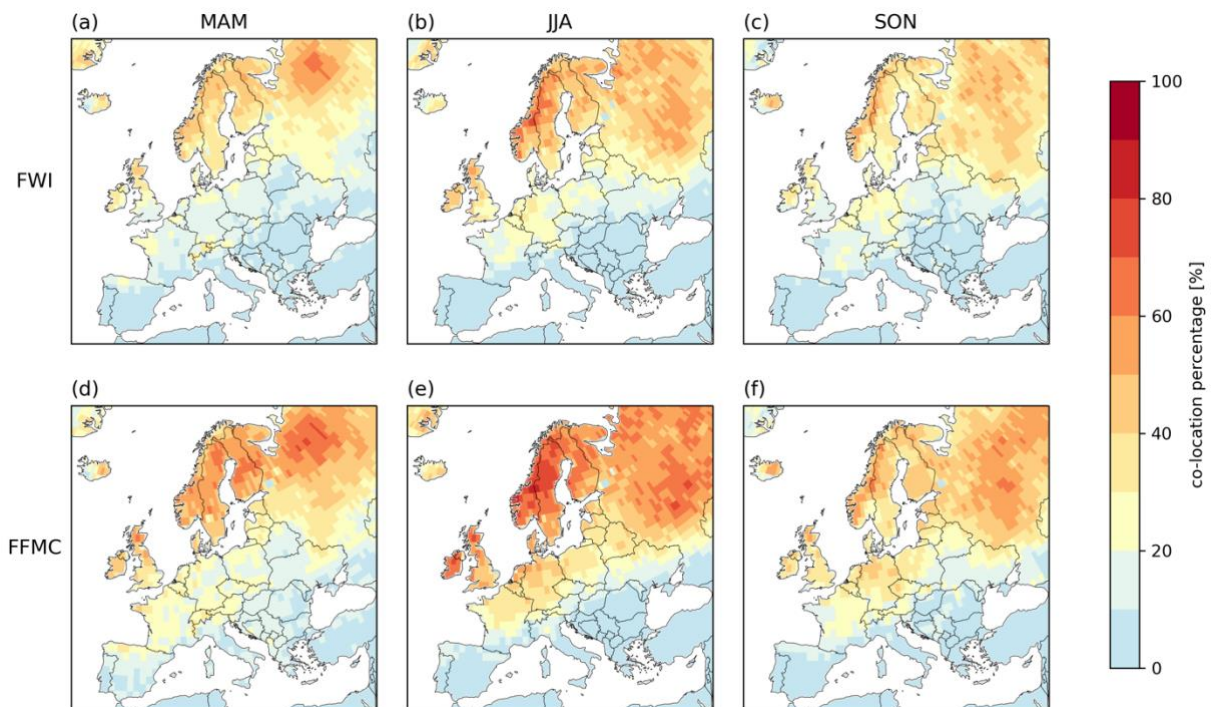 (a) MAM
(b) JJA
(c) SON
FWI
(d)
(e)
(f)
FFMC
100
80
60
40
20
0
co-location percentage [%]